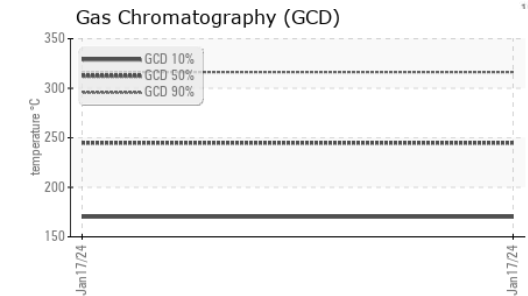 Gas Chromatography (GCD)
350
300
250
200
150
temperature °C
GCD 10%
GCD 50%
GCD 90%
Jan17/24
Jan17/24